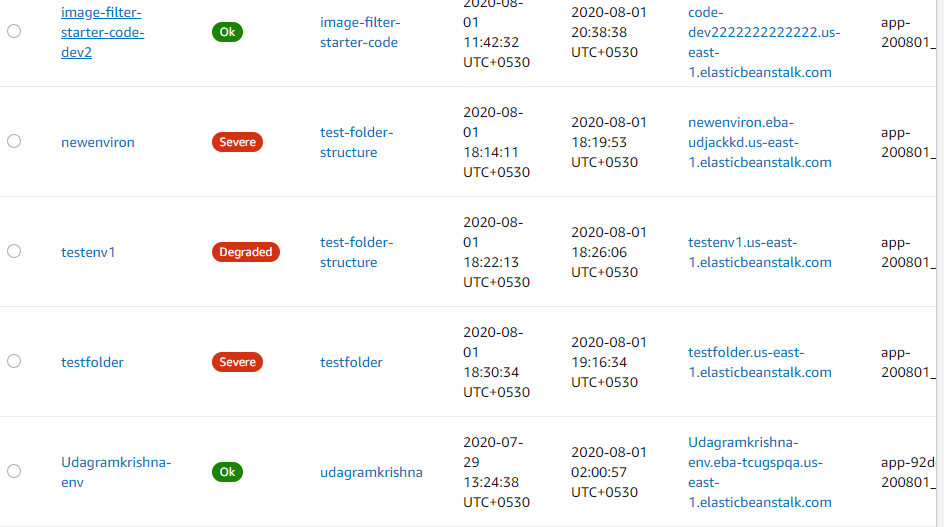 image-filter-
starter-code-
dev2
Ok
image-filter-
starter-code
2020-08-
01
11:42:32
UTC+0530
2020-08-01
20:38:38
UTC+0530
code-
dev2222222222222.us-
east-
1.elasticbeanstalk.com
app-
200801_
newenviron
Severe
test-folder-
structure
2020-08-
01
18:14:11
UTC+0530
2020-08-01
18:19:53
UTC+0530
newenviron.eba-
udjackkd.us-east-
1.elasticbeanstalk.com
app-
200801_
testenv1
Degraded
test-folder-
structure
2020-08-
01
18:22:13
UTC+0530
2020-08-01
18:26:06
UTC+0530
testenv1.us-east-
1.elasticbeanstalk.com
app-
200801_
testfolder
Severe
testfolder
2020-08-
01
18:30:34
UTC+0530
2020-08-01
19:16:34
UTC+0530
testfolder.us-east-
1.elasticbeanstalk.com
app-
200801_
Udagramkrishna-
env
Ok
udagramkrishna
2020-07-
29
13:24:38
UTC+0530
2020-08-01
02:00:57
UTC+0530
Udagramkrishna-
env.eba-tcugspqa.us-
east-
1.elasticbeanstalk.com
app-92d
200801_